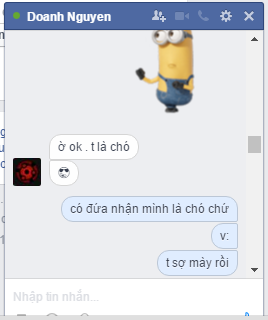 Doanh Nguyen
ờ ok . t là chó
có đứa nhận mình là chó chứ
v:
t sợ mày rồi
Nhập tin nhắn...